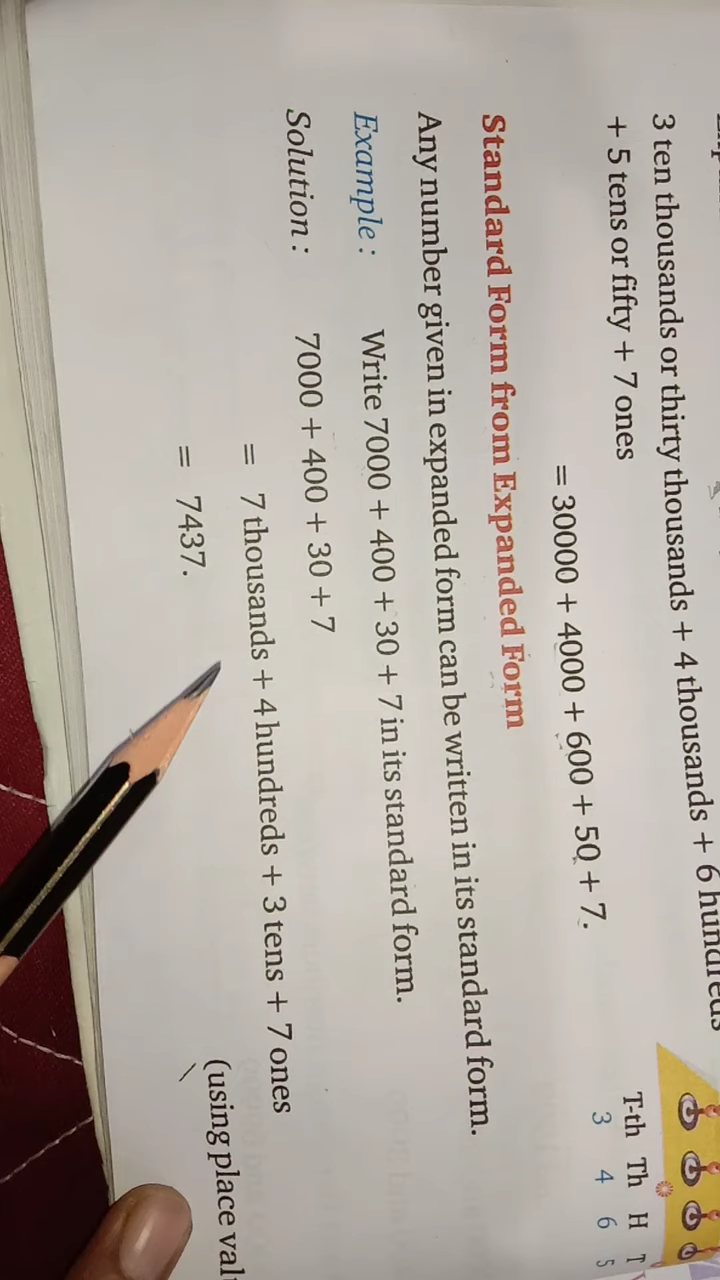 3 ten thousands or thirty thousands + 4 thousands + 6 hundreds
+ 5 tens or fifty + 7 ones
T-th Th H T
3 4 6 5
= 30000 + 4000 + 600 + 50 + 7.
Standard Form from Expanded Form
Any number given in expanded form can be written in its standard form.
Example : Write 7000 + 400 + 30 + 7 in its standard form.
Solution : 7000 + 400 + 30 + 7
= 7 thousands + 4 hundreds + 3 tens + 7 ones
(using place
= 7437.